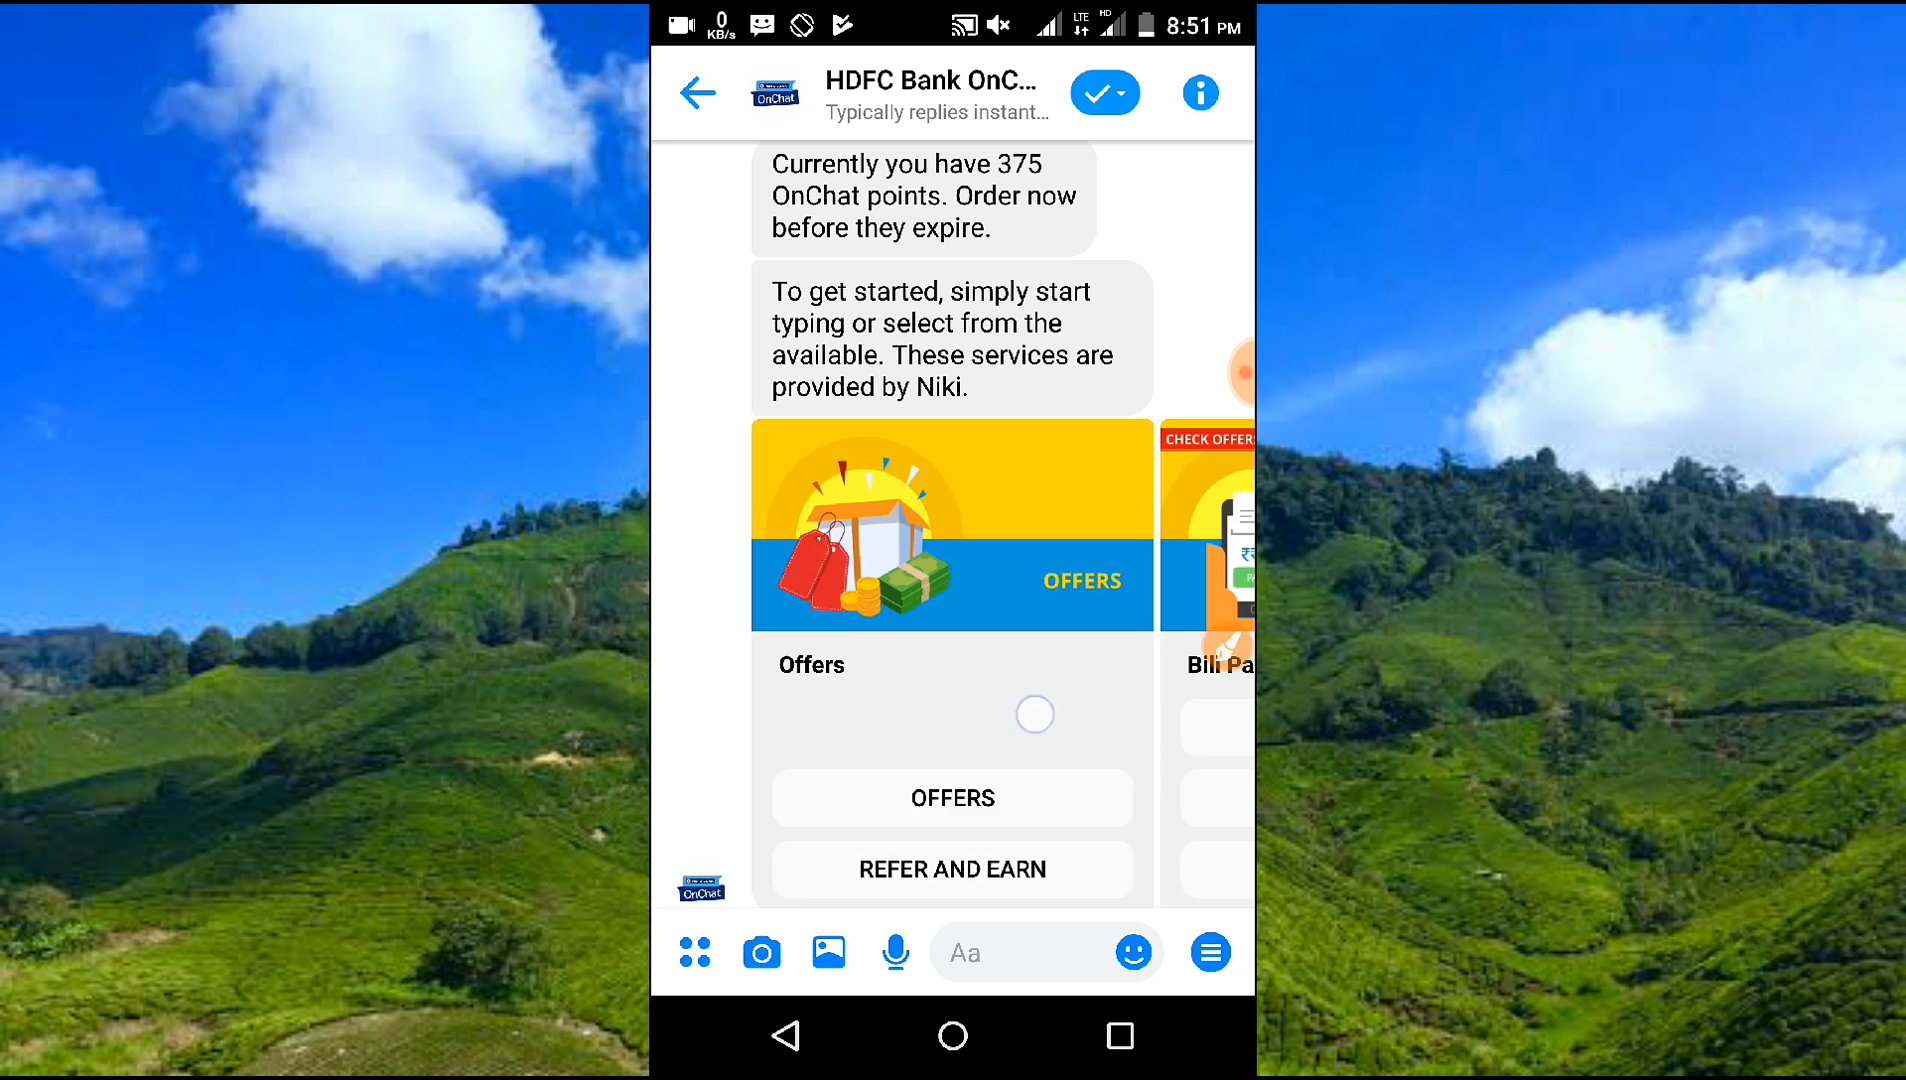 0
KB/s
LTE
HD
8:51 PM
OnChat
HDFC Bank OnC...
Typically replies instant...
Currently you have 375
OnChat points. Order now
before they expire.
To get started, simply start
typing or select from the
available. These services are
provided by Niki.
CHECK OFFERS
OFFERS
Offers
Bill Pa
OFFERS
REFER AND EARN
OnChat
Aa